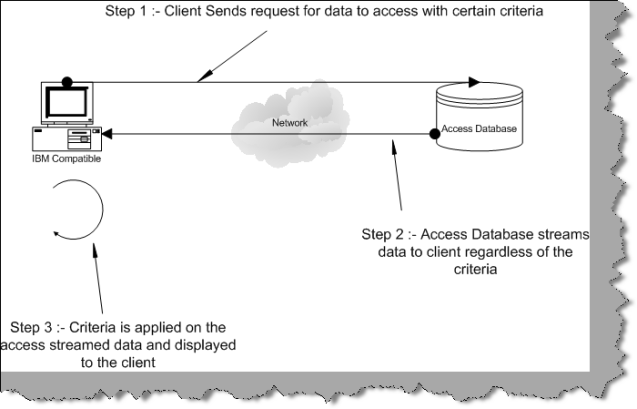 Step 1 :- Client Sends request for data to access with certain criteria
Network
Access Database
IBM Compatible
Step 2 :- Access Database streams
data to client regardless of the
criteria
Step 3 :- Criteria is applied on the
access streamed data and displayed
to the client